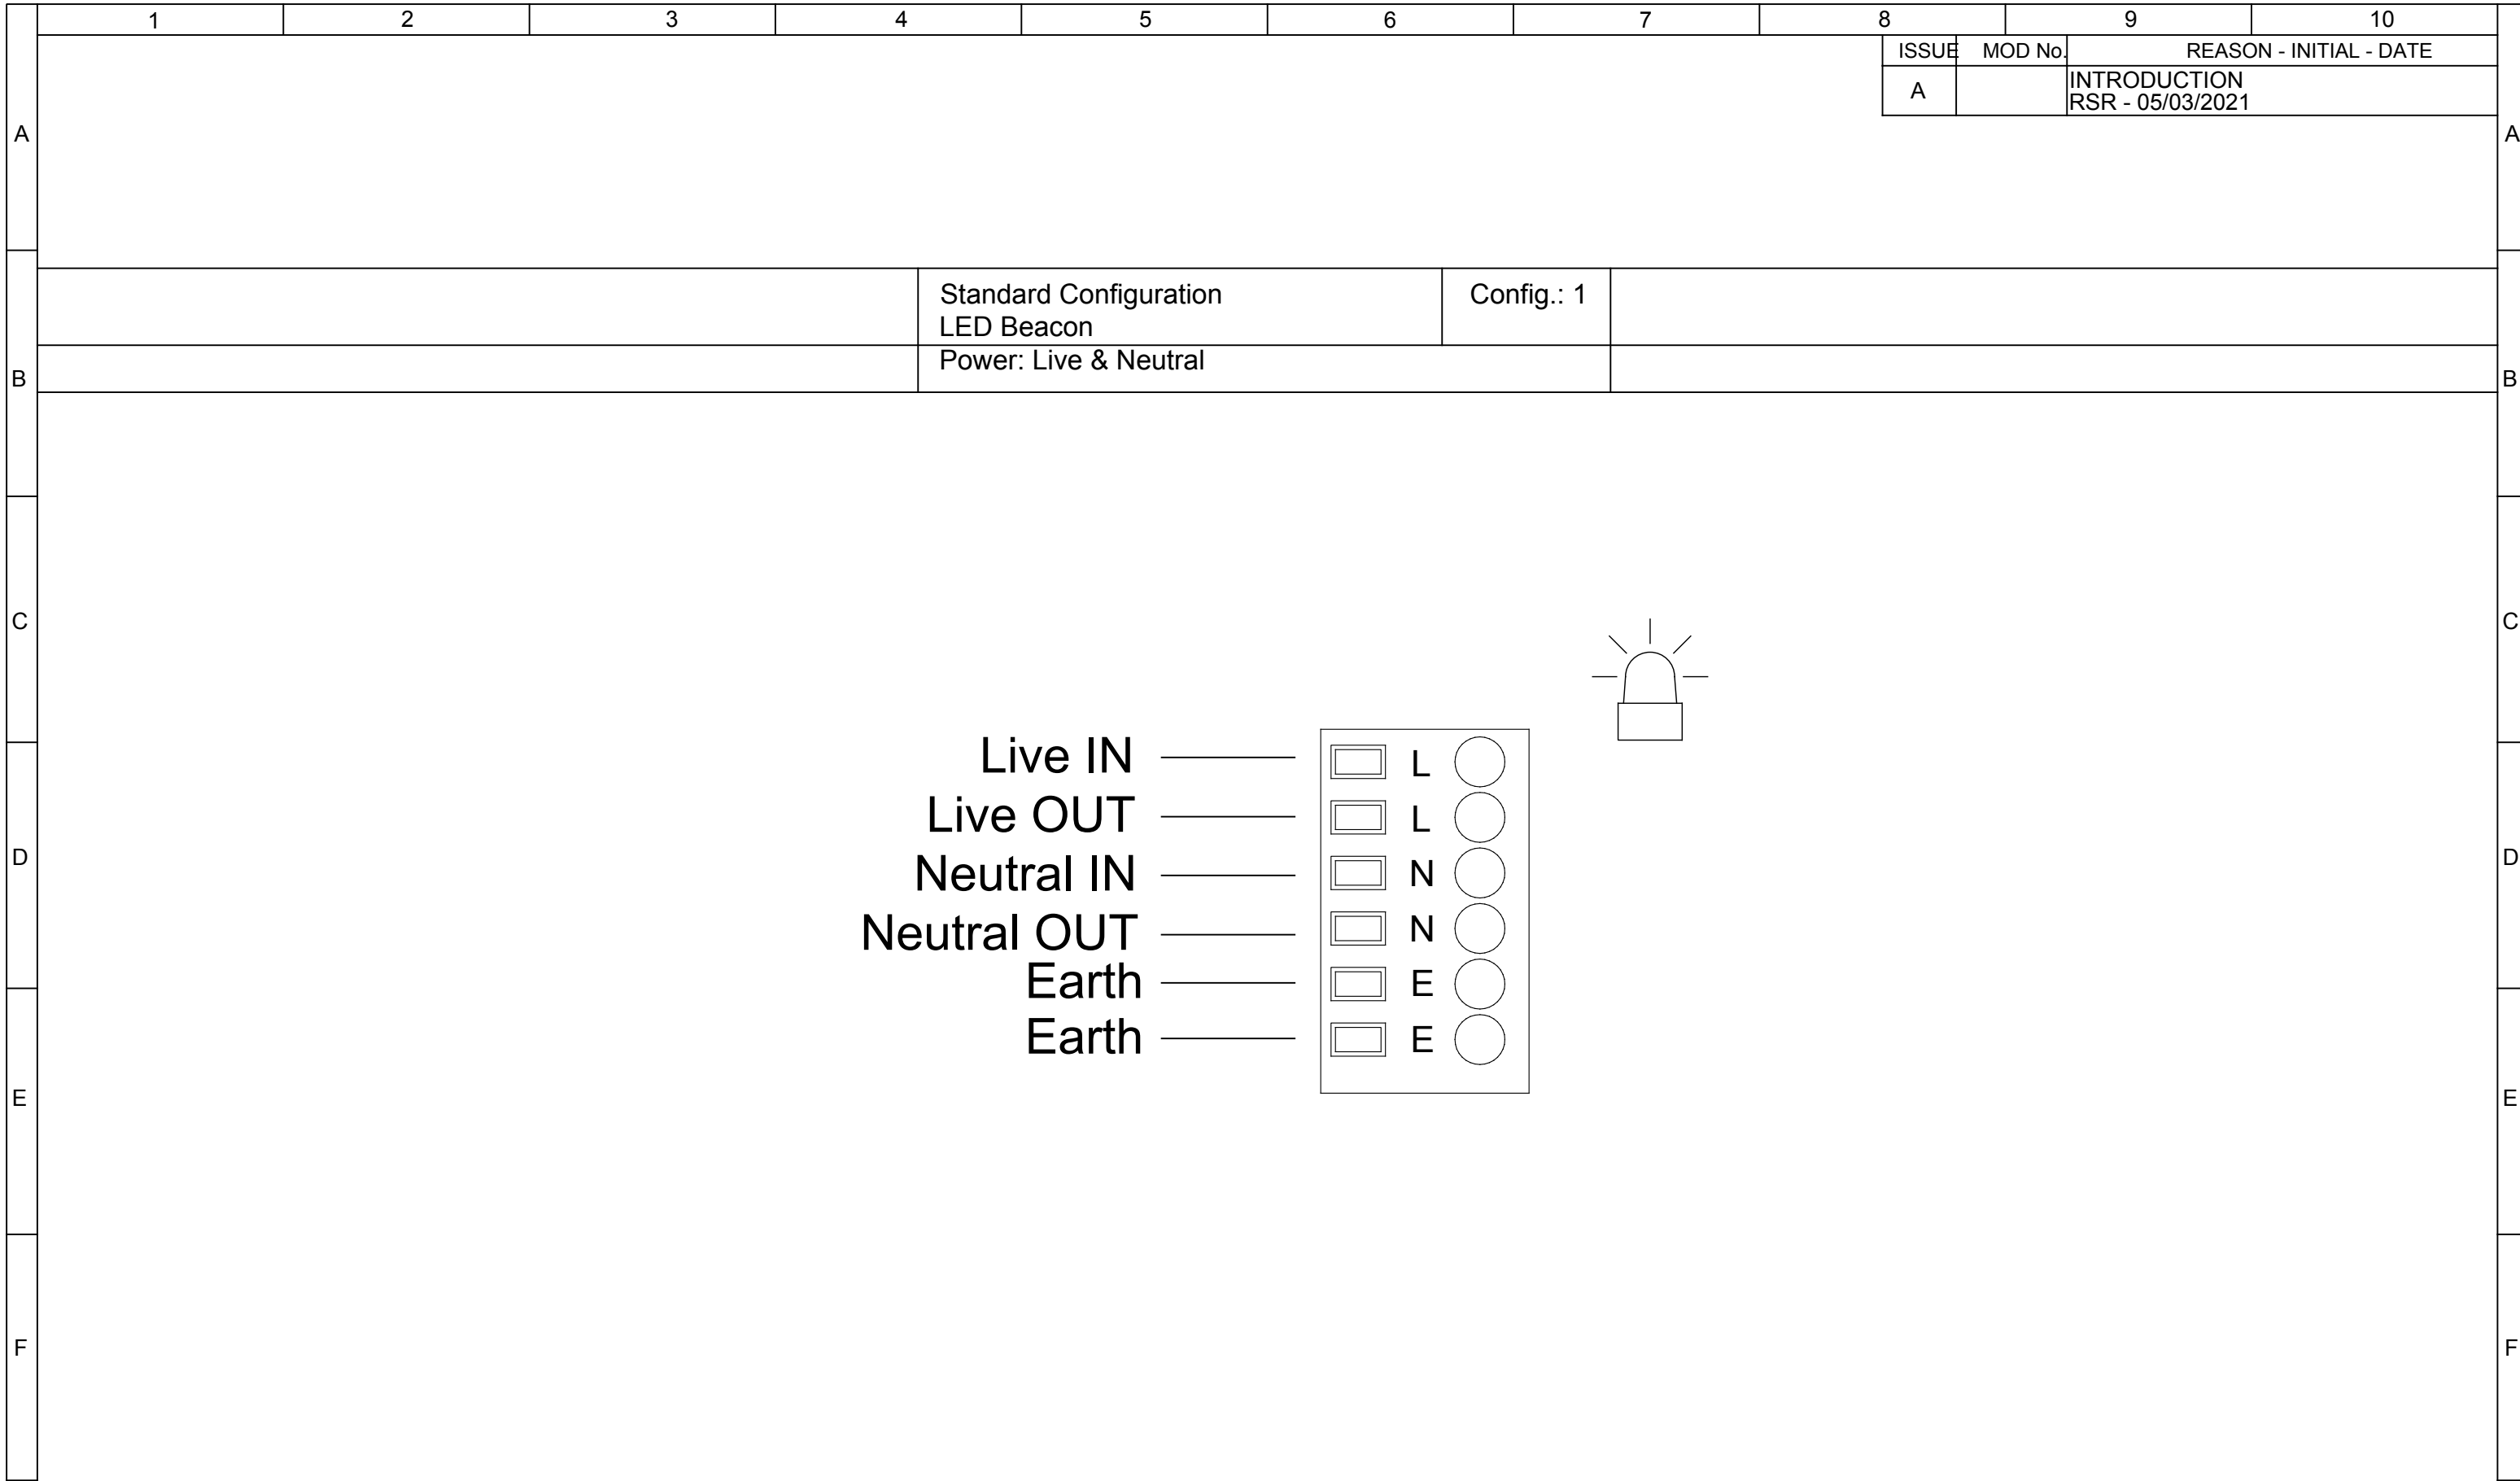 1 2 3 4 5 6 7 8 9 10
ISSUE MOD No. REASON - INITIAL - DATE
A INTRODUCTION
RSR - 05/03/2021
A A
Standard Configuration Config.: 1
LED Beacon
Power: Live & Neutral
B B
C C
Live IN L
Live OUT L
D D
Neutral IN N
Neutral OUT N
Earth E
Earth E
E E
F F